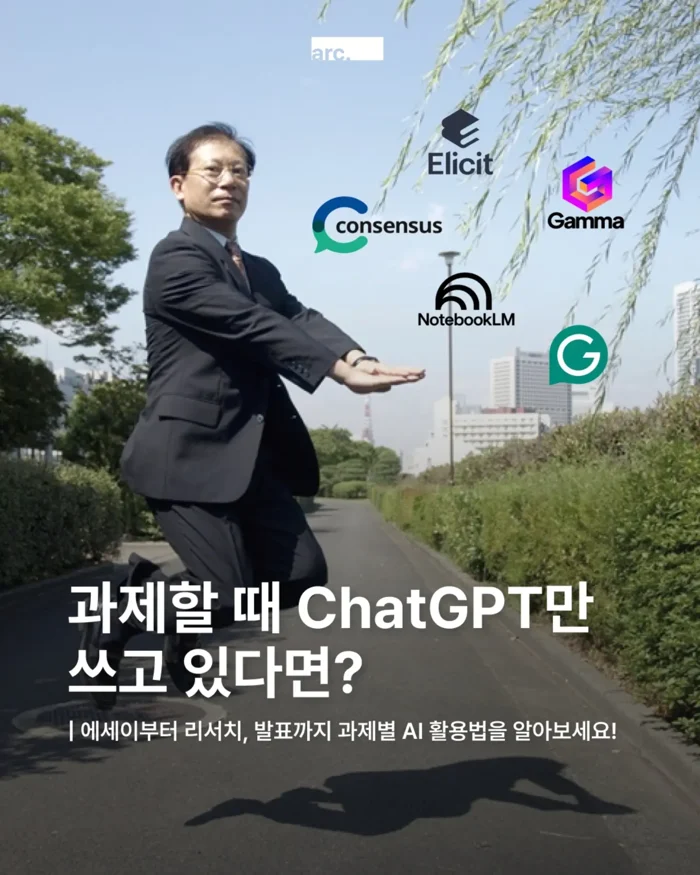 arc.
Elicit
Gamma
consensus
NotebookLM
G
과제할 때 ChatGPT만
쓰고 있다면?
| 에세이부터 리서치, 발표까지 과제별 AI 활용법을 알아보세요!